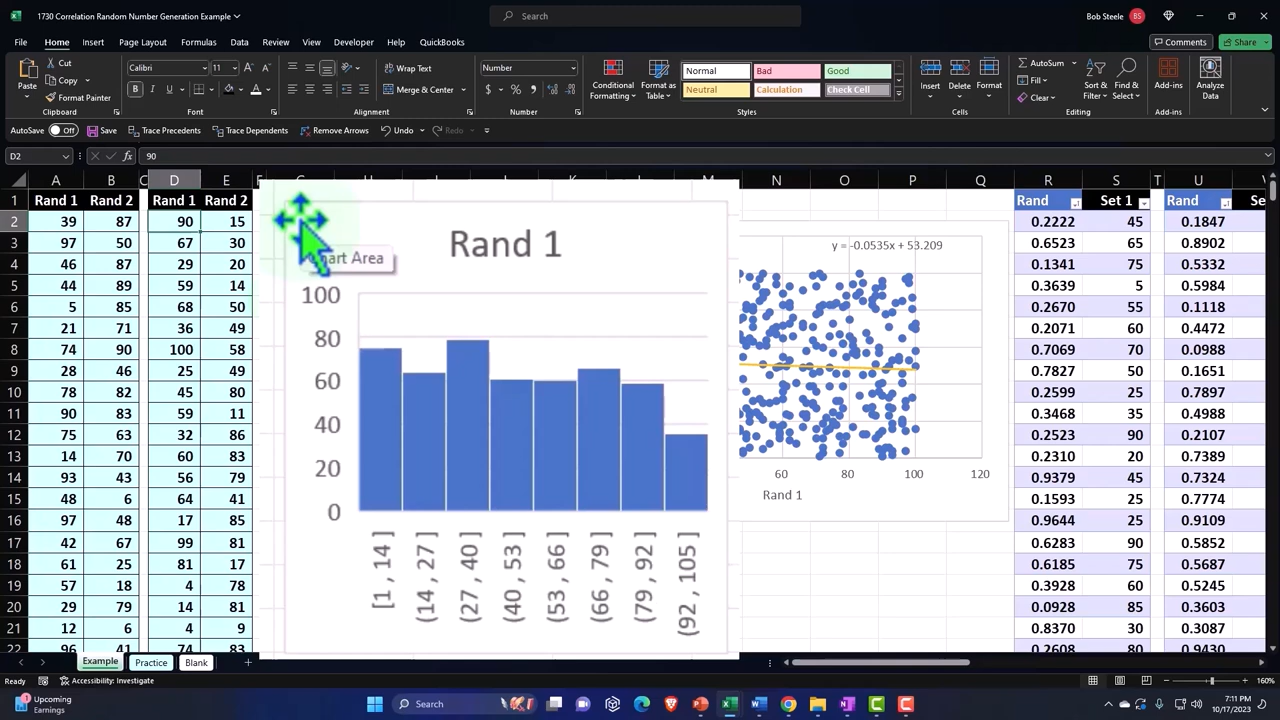 1730 Correlation Random Number Generation Example
Search
Bob Steele BS
File Home Insert Page Layout Formulas Data Review View Developer Help QuickBooks Comments Share
Cut Calibri 11 Wrap Text Number Normal Bad Good AutoSum
Copy Fill
Paste Format Painter Merge & Center Conditional Formatting Format as Table Neutral Calculation Check Cell Insert Delete Format Clear Sort & Filter Find & Select Add-ins Analyze Data
Clipboard Font Alignment Number Styles Cells Editing Add-ins
AutoSave Off Save Trace Precedents Trace Dependents Remove Arrows Undo Redo
D2 fx 90
A B C D E N O P Q R S T U
1 Rand 1 Rand 2 Rand 1 Rand 2 Rand Set 1 Rand Se
2 39 87 90 15 0.2222 45 0.1847
3 97 50 67 30 0.6523 65 0.8902
4 46 87 29 20 0.1341 75 0.5332
5 44 89 59 14 0.3639 5 0.5984
6 5 85 68 50 0.2670 55 0.1118
7 21 71 36 49 0.2071 60 0.4472
8 74 90 100 58 0.7069 70 0.0988
9 28 46 25 49 0.7827 50 0.1651
10 78 82 45 80 0.2599 25 0.7897
11 90 83 59 11 0.3468 35 0.4988
12 75 63 32 86 0.2523 90 0.2107
13 14 70 60 83 0.2310 20 0.7389
14 93 43 56 79 0.9379 45 0.7324
15 48 6 64 41 0.1593 25 0.7774
16 97 48 17 85 0.9644 25 0.9109
17 42 67 99 81 0.6283 90 0.5852
18 61 25 81 17 0.6185 75 0.5687
19 57 18 4 78 0.3928 60 0.5245
20 29 79 14 81 0.0928 85 0.3603
21 12 6 4 9 0.8370 30 0.3087
22 96 41 74 83 0.2608 80 0.9430
Rand 1
Chart Area
100
80
60
40
20
0
[1 , 14 ]
(14 , 27 ]
(27 , 40 ]
(40 , 53 ]
(53 , 66 ]
(66 , 79 ]
(79 , 92 ]
(92 , 105 ]
y = -0.0535x + 53.209
60 80 100 120
Rand 1
Example Practice Blank
Ready Accessibility: Investigate 160%
Upcoming
Earnings
Search
7:11 PM
10/17/2023